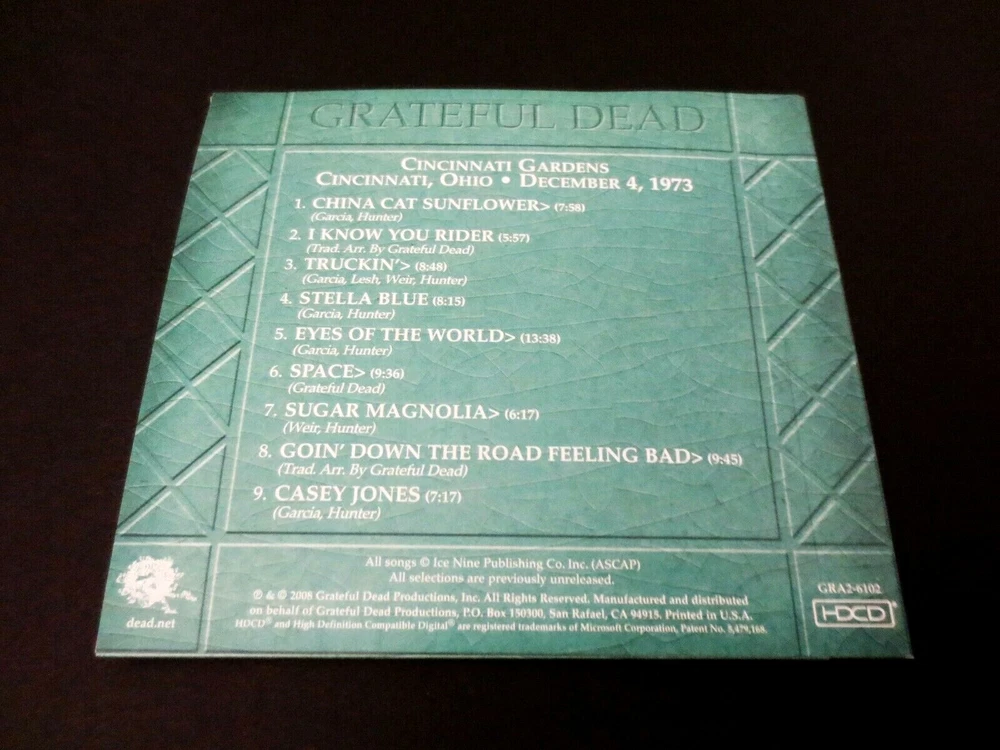 GRATEFUL DEAD
CINCINNATI GARDENS
CINCINNATI, OHIO • DECEMBER 4, 1973
1. CHINA CAT SUNFLOWER> (7:58)
(Garcia, Hunter)
2. I KNOW YOU RIDER (5:57)
(Trad. Arr. By Grateful Dead)
3. TRUCKIN'> (8:48)
(Garcia, Lesh, Weir, Hunter)
4. STELLA BLUE (8:15)
(Garcia, Hunter)
5. EYES OF THE WORLD> (13:38)
(Garcia, Hunter)
6. SPACE> (9:36)
(Grateful Dead)
7. SUGAR MAGNOLIA> (6:17)
(Weir, Hunter)
8. GOIN' DOWN THE ROAD FEELING BAD> (9:45)
(Trad. Arr. By Grateful Dead)
9. CASEY JONES (7:17)
(Garcia, Hunter)
All songs © Ice Nine Publishing Co. Inc. (ASCAP)
All selections are previously unreleased.
℗ & © 2008 Grateful Dead Productions, Inc. All Rights Reserved. Manufactured and distributed
on behalf of Grateful Dead Productions, P.O. Box 150300, San Rafael, CA 94915. Printed in U.S.A.
HDCD® and High Definition Compatible Digital® are registered trademarks of Microsoft Corporation, Patent No. 5,479,168.
dead.net
GRA2-6102
HDCD®